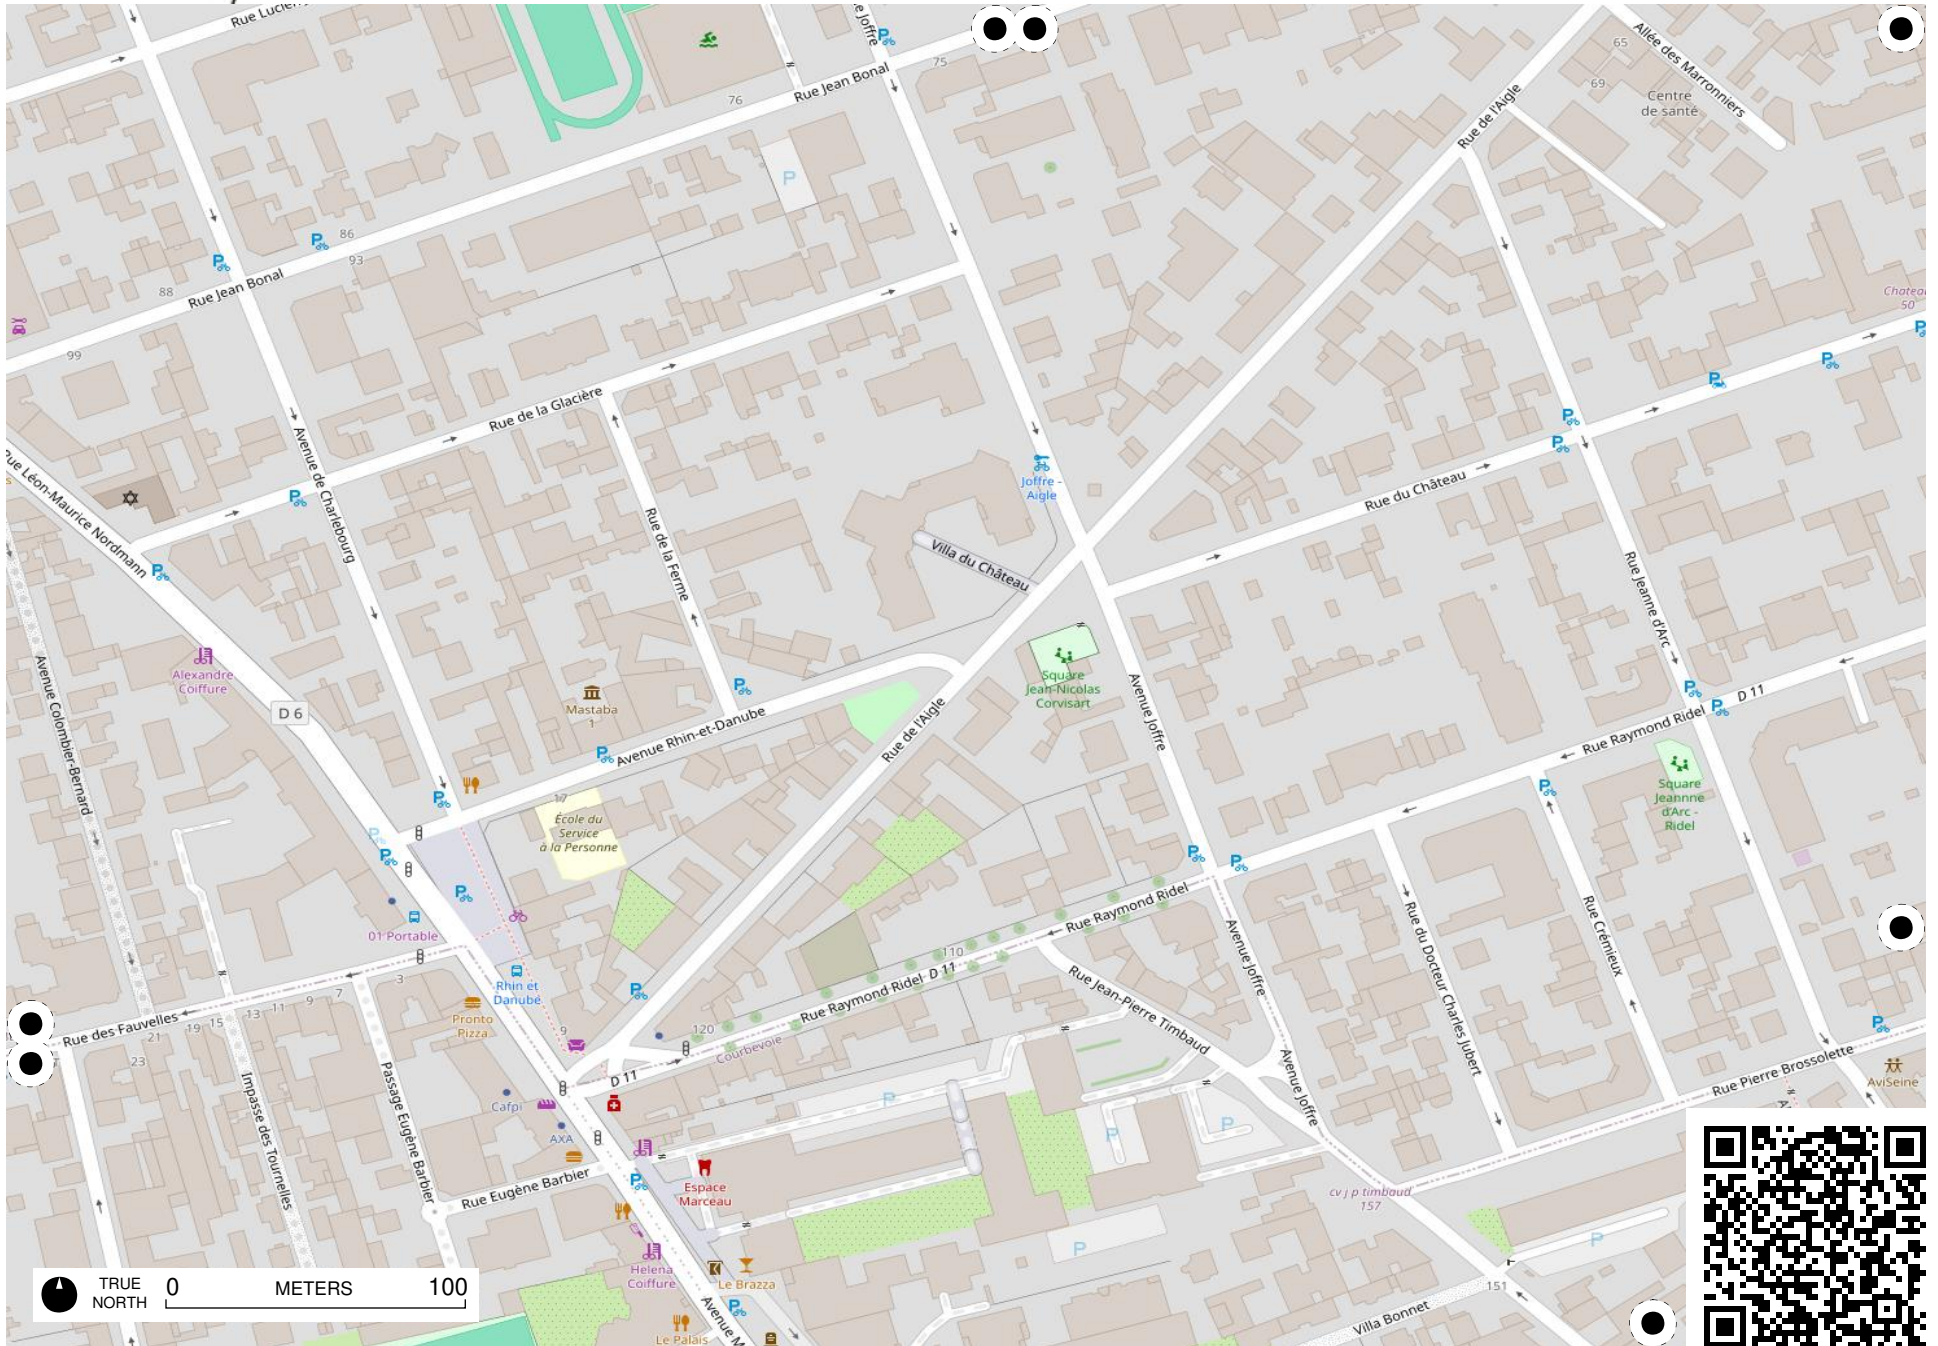 Rue Lucien
e Joffre
75
Rue Jean Bonal
76
65
Allée des Marronniers
69
Centre
de santé
Rue de l'Aigle
86
93
88
Rue Jean Bonal
99
Chateau
50
Rue de la Glacière
Avenue de Charlebourg
Rue Léon-Maurice Nordmann
Joffre -
Aigle
Rue du Château
Rue de la Ferme
Villa du Château
Rue Jeanne d'Arc
Alexandre
Coiffure
Avenue Colombier-Bernard
D 6
Mastaba
1
Square
Jean-Nicolas
Corvisart
Avenue Joffre
Avenue Rhin-et-Danube
Rue de l'Aigle
D 11
Rue Raymond Ridel
Square
Jeannne
d'Arc -
Ridel
17
École du
Service
à la Personne
01 Portable
Rue Raymond Ridel
Avenue Joffre
Rue du Docteur Charles Jubert
Rue Crémieux
110
3
7
9
11
13
15
19
21
23
Rue des Fauvelles
Rhin et
Danube
Pronto
Pizza
9
120
Rue Raymond Ridel D 11
Rue Jean-Pierre Timbaud
Courbevoie
D 11
Avenue Joffre
Rue Pierre Brossolette
AviSeine
Impasse des Tournelles
Passage Eugène Barbier
Cafpi
AXA
Rue Eugène Barbier
Espace
Marceau
cv j p timbaud
157
Helena
Coiffure
Le Brazza
151
Villa Bonnet
Avenue M
Le Palais
TRUE
NORTH
0 METERS 100